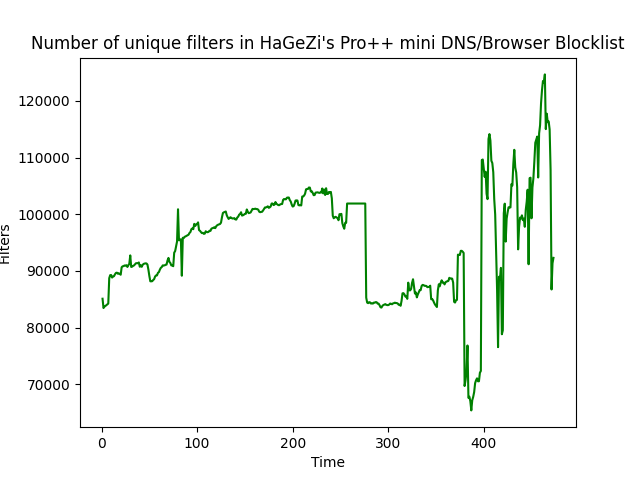 Number of unique filters in HaGeZi's Pro++ mini DNS/Browser Blocklist
120000
110000
100000
90000
80000
70000
Filters
0 100 200 300 400
Time